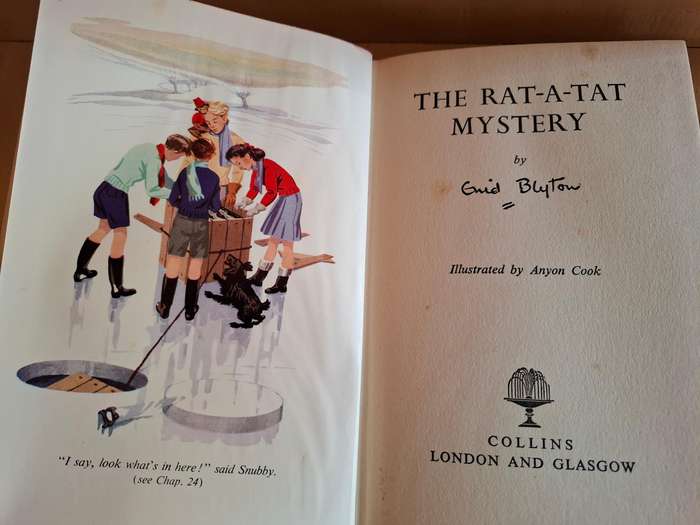 "I say, look what's in here!" said Snubby.
(see Chap. 24)
THE RAT-A-TAT
MYSTERY
by
Enid Blyton
Illustrated by Anyon Cook
COLLINS
LONDON AND GLASGOW